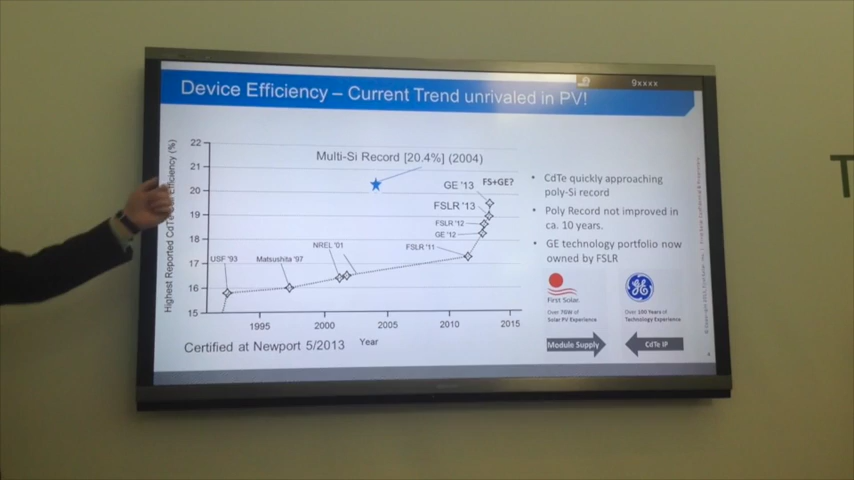 9xxxx
Device Efficiency – Current Trend unrivaled in PV!
Highest Reported CdTe Cell Efficiency (%)
22
21
20
19
18
17
16
15
Multi-Si Record [20.4%] (2004)
GE '13 FS+GE?
FSLR '13
FSLR '12
GE '12
FSLR '11
NREL '01
Matsushita '97
USF '93
1995
2000
2005
2010
2015
Year
Certified at Newport 5/2013
• CdTe quickly approaching
poly-Si record
• Poly Record not improved in
ca. 10 years.
• GE technology portfolio now
owned by FSLR
First Solar
Over 7GW of
Solar PV Experience
Module Supply
GE
Over 100 Years of
Technology Experience
CdTe IP
T